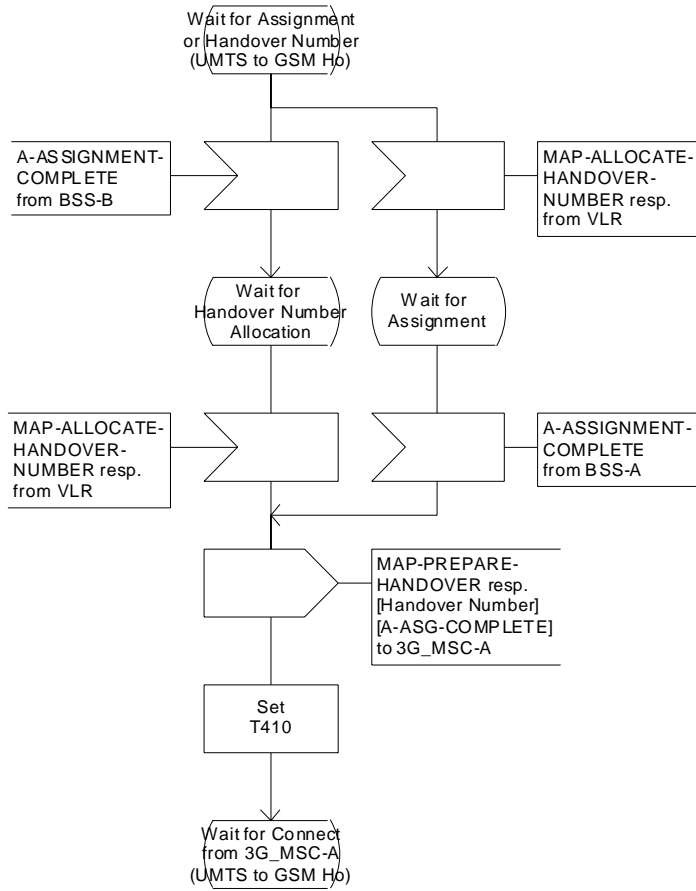 Wait for Assignment
or Handover Number
(UMTS to GSM Ho)
A-ASSIGNMENT-
COMPLETE
from BSS-B
MAP-ALLOCATE-
HANDOVER-
NUMBER resp.
from VLR
Wait for
Handover Number
Allocation
Wait for
Assignment
MAP-ALLOCATE-
HANDOVER-
NUMBER resp.
from VLR
A-ASSIGNMENT-
COMPLETE
from BSS-A
MAP-PREPARE-
HANDOVER resp.
[Handover Number]
[A-ASG-COMPLETE]
to 3G_MSC-A
Set
T410
Wait for Connect
from 3G_MSC-A
(UMTS to GSM Ho)